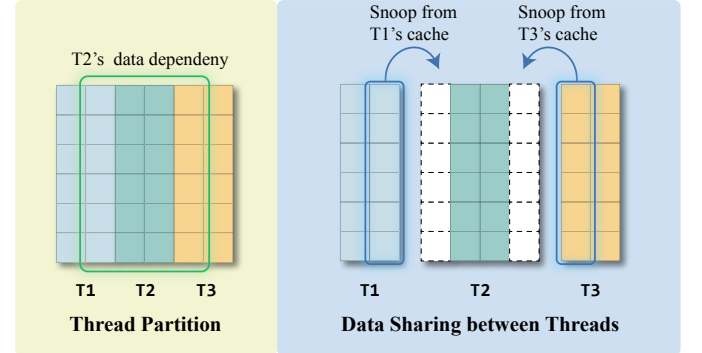 T2's data dependeny
T1 T2 T3
Thread Partition
Snoop from
T1's cache
Snoop from
T3's cache
T1 T2 T3
Data Sharing between Threads